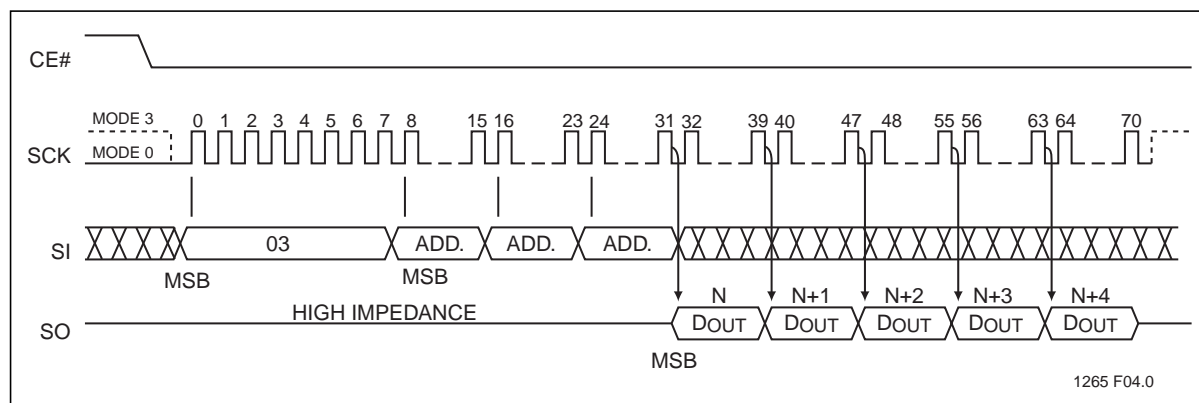 CE#
MODE 3
0 1 2 3 4 5 6 7 8 15 16 23 24 31 32 39 40 47 48 55 56 63 64 70
SCK
MODE 0
SI
03 ADD. ADD. ADD.
MSB MSB
N N+1 N+2 N+3 N+4
HIGH IMPEDANCE
SO
DOUT DOUT DOUT DOUT DOUT
MSB
1265 F04.0